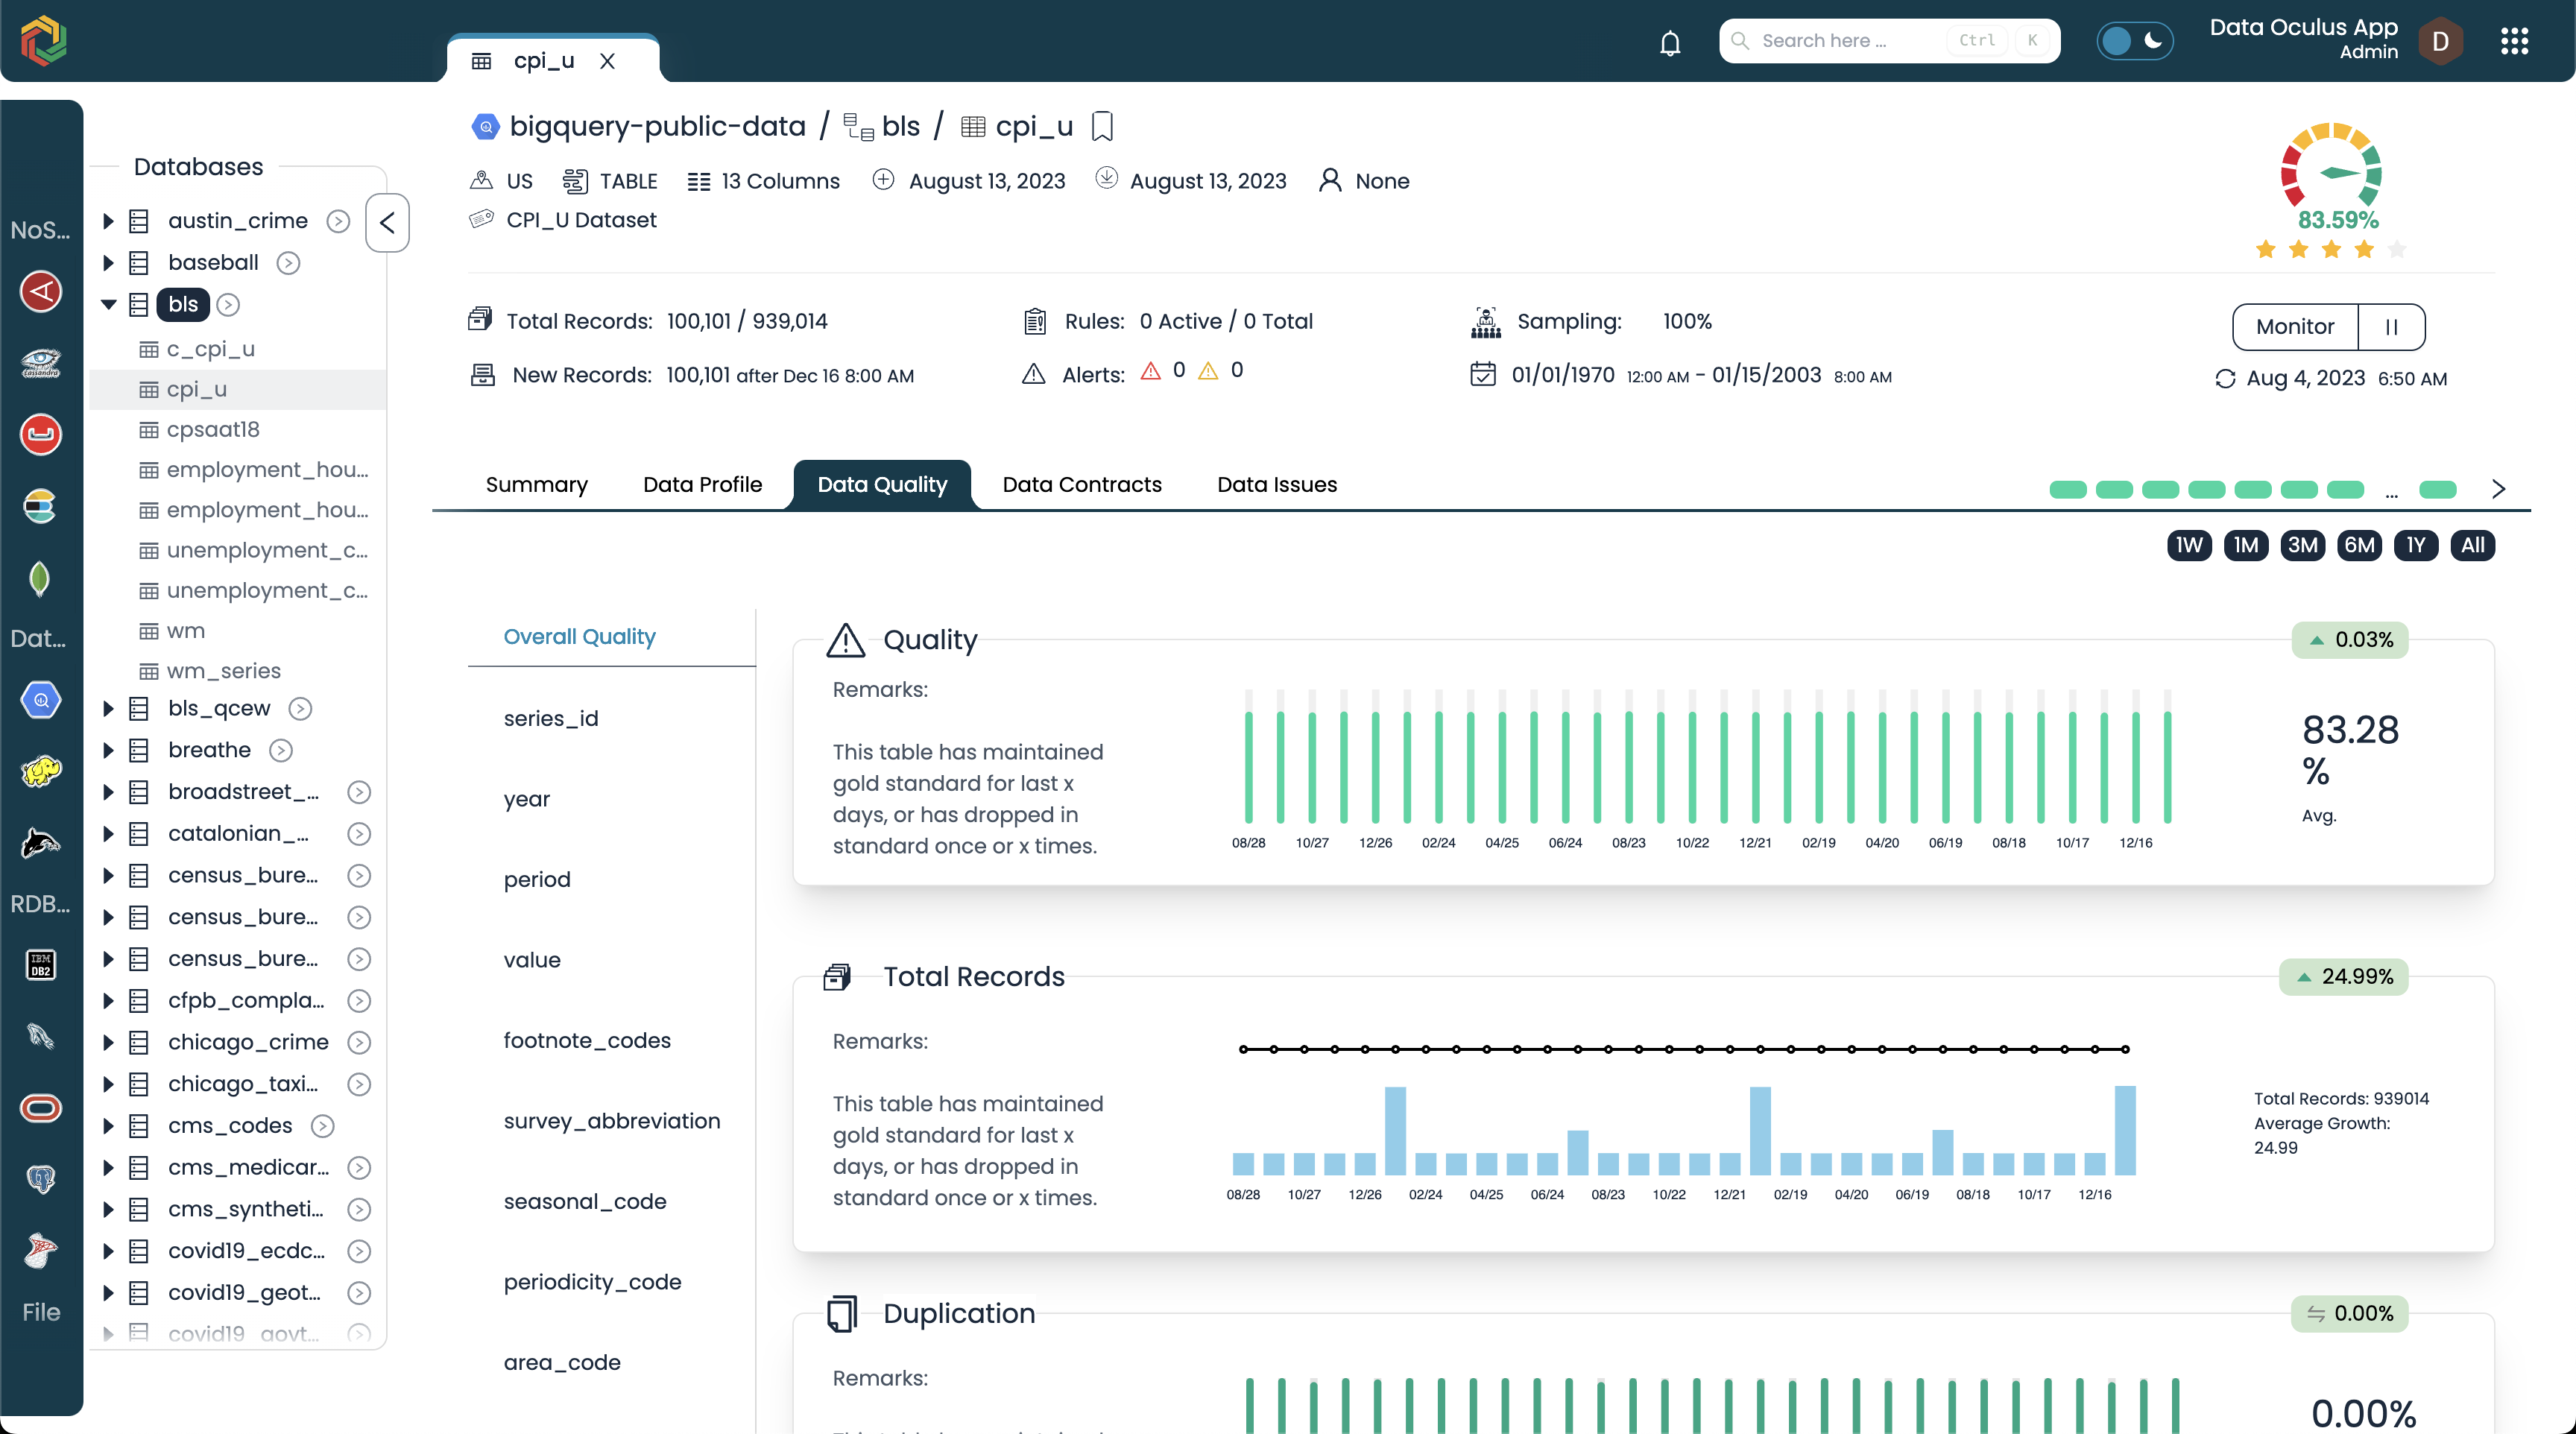 cpi_u
Search here ...
Ctrl
K
Data Oculus App
Admin
D
NoS...
Dat...
RDB...
IBM
DB2
File
cassandra
Databases
austin_crime
baseball
bls
c_cpi_u
cpi_u
cpsaat18
employment_hou...
employment_hou...
unemployment_c...
unemployment_c...
wm
wm_series
bls_qcew
breathe
broadstreet_...
catalonian_...
census_bure...
census_bure...
census_bure...
cfpb_compla...
chicago_crime
chicago_taxi...
cms_codes
cms_medicar...
cms_syntheti...
covid19_ecdc...
covid19_geot...
covid19_govt...
bigquery-public-data / bls / cpi_u
US TABLE 13 Columns August 13, 2023 August 13, 2023 None
CPI_U Dataset
83.59%
Total Records: 100,101 / 939,014
Rules: 0 Active / 0 Total
Sampling: 100%
Monitor
New Records: 100,101 after Dec 16 8:00 AM
Alerts: 0 0
01/01/1970 12:00 AM - 01/15/2003 8:00 AM
Aug 4, 2023 6:50 AM
Summary
Data Profile
Data Quality
Data Contracts
Data Issues
...
1W
1M
3M
6M
1Y
All
Overall Quality
series_id
year
period
value
footnote_codes
survey_abbreviation
seasonal_code
periodicity_code
area_code
Quality
0.03%
Remarks:
This table has maintained
gold standard for last x
days, or has dropped in
standard once or x times.
08/28 10/27 12/26 02/24 04/25 06/24 08/23 10/22 12/21 02/19 04/20 06/19 08/18 10/17 12/16
83.28
%
Avg.
Total Records
24.99%
Remarks:
This table has maintained
gold standard for last x
days, or has dropped in
standard once or x times.
08/28 10/27 12/26 02/24 04/25 06/24 08/23 10/22 12/21 02/19 04/20 06/19 08/18 10/17 12/16
Total Records: 939014
Average Growth:
24.99
Duplication
0.00%
Remarks:
0.00%